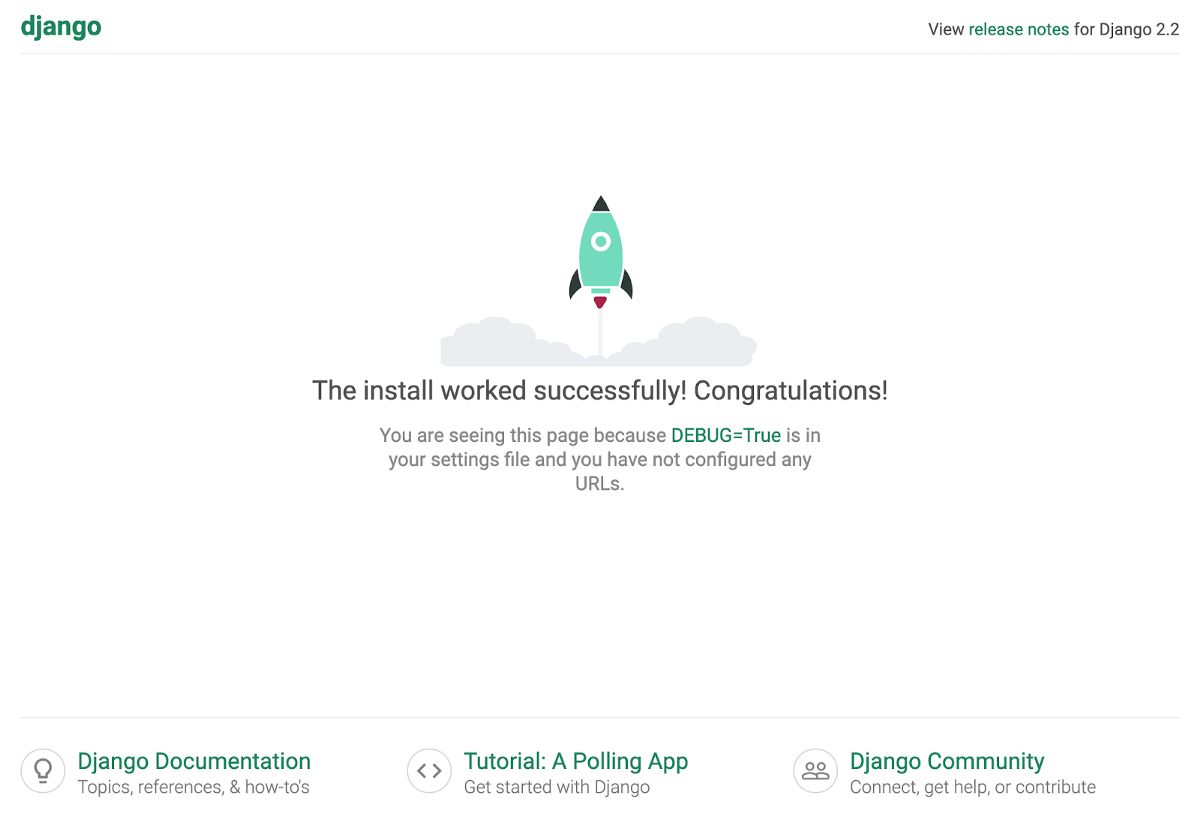 django
View release notes for Django 2.2
The install worked successfully! Congratulations!
You are seeing this page because DEBUG=True is in
your settings file and you have not configured any
URLs.
Django Documentation
Topics, references, & how-to's
Tutorial: A Polling App
Get started with Django
Django Community
Connect, get help, or contribute